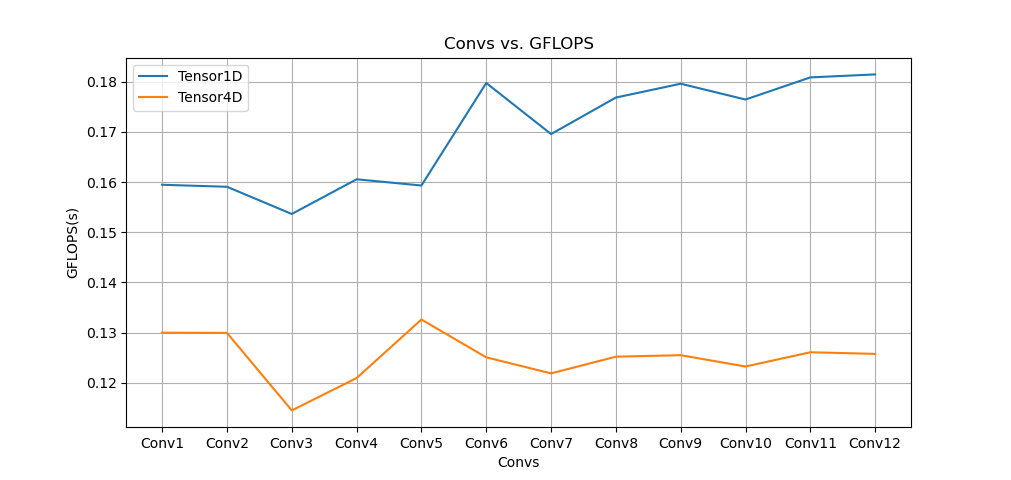 Convs vs. GFLOPS
Tensor1D
Tensor4D
GFLOPS(s)
0.18
0.17
0.16
0.15
0.14
0.13
0.12
Conv1 Conv2 Conv3 Conv4 Conv5 Conv6 Conv7 Conv8 Conv9 Conv10 Conv11 Conv12
Convs